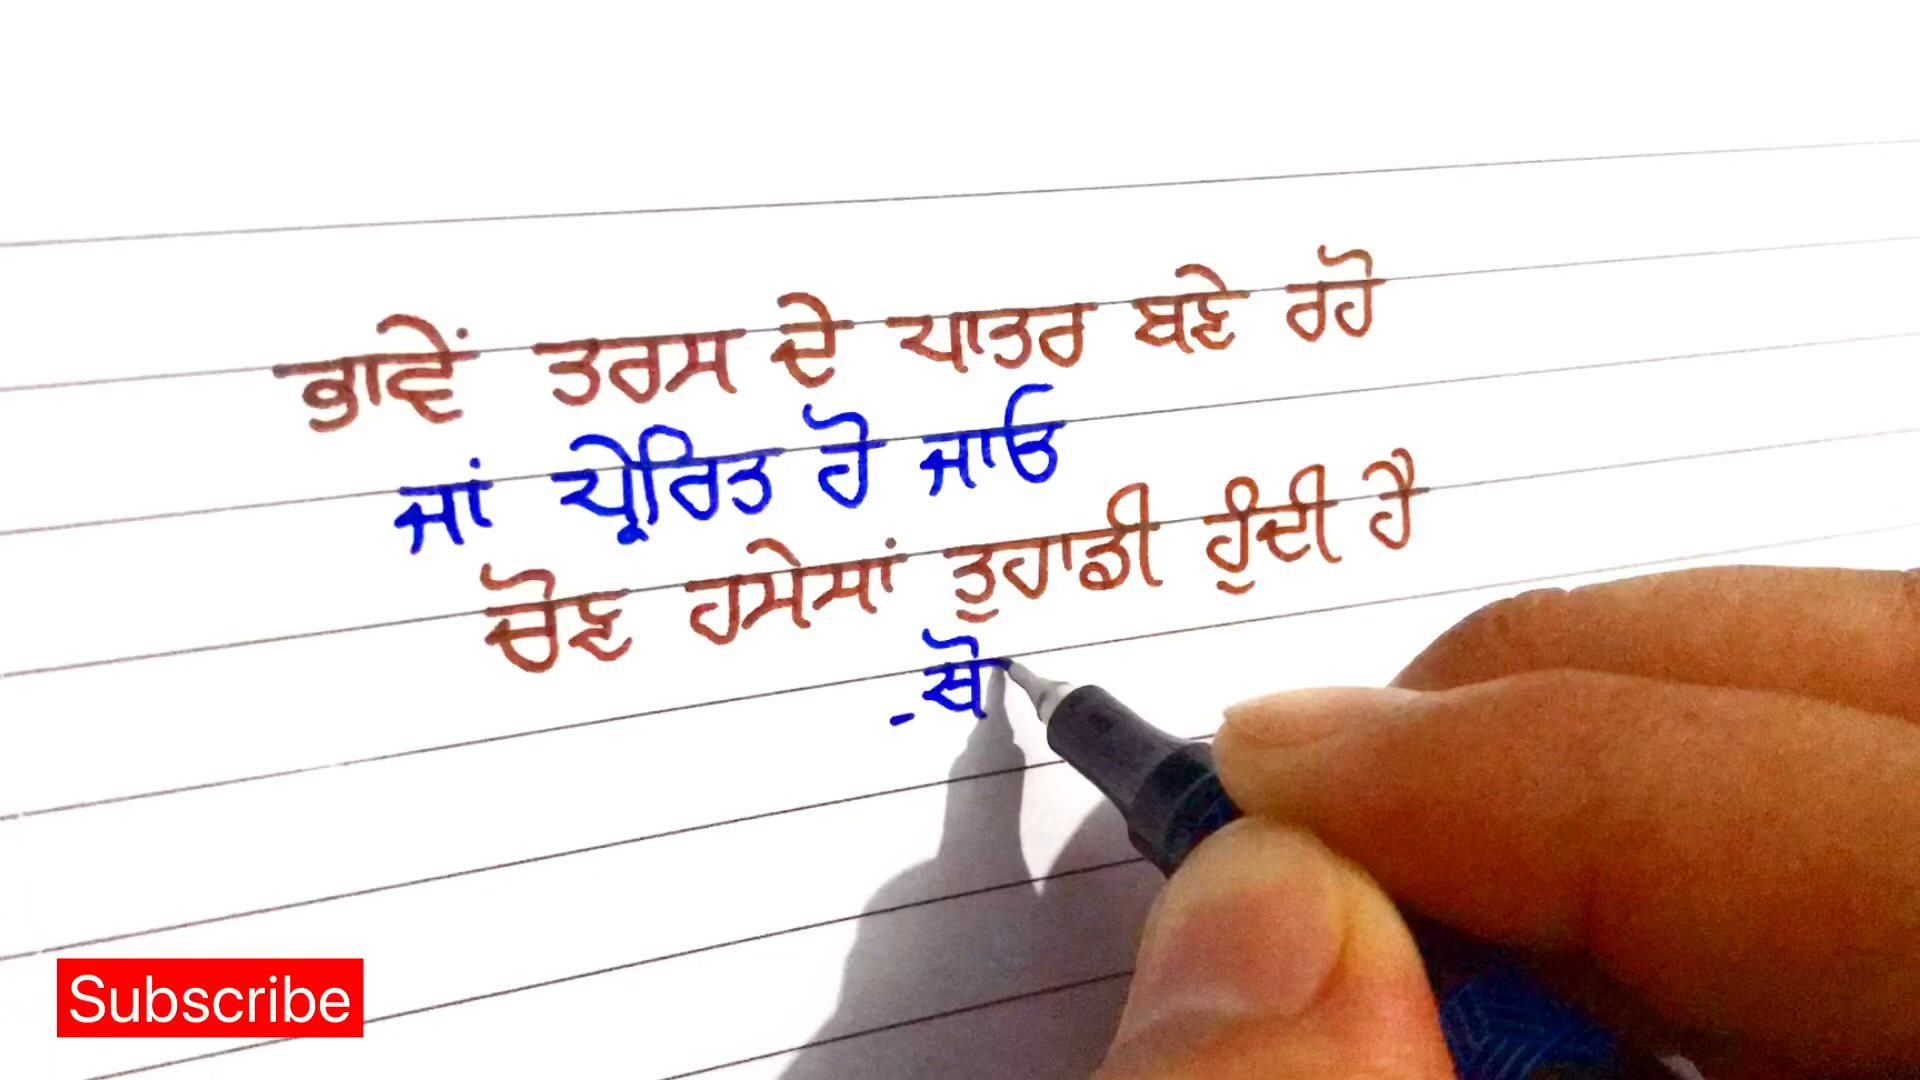 ਭਾਵੇਂ ਤਰਸ ਦੇ ਪਾਤਰ ਬਣੇ ਰਹੋ
ਜਾਂ ਪ੍ਰੇਰਿਤ ਹੋ ਜਾਓ
ਚੋਣ ਹਮੇਸਾਂ ਤੁਹਾਡੀ ਹੁੰਦੀ ਹੈ
-ਖੋ
Subscribe